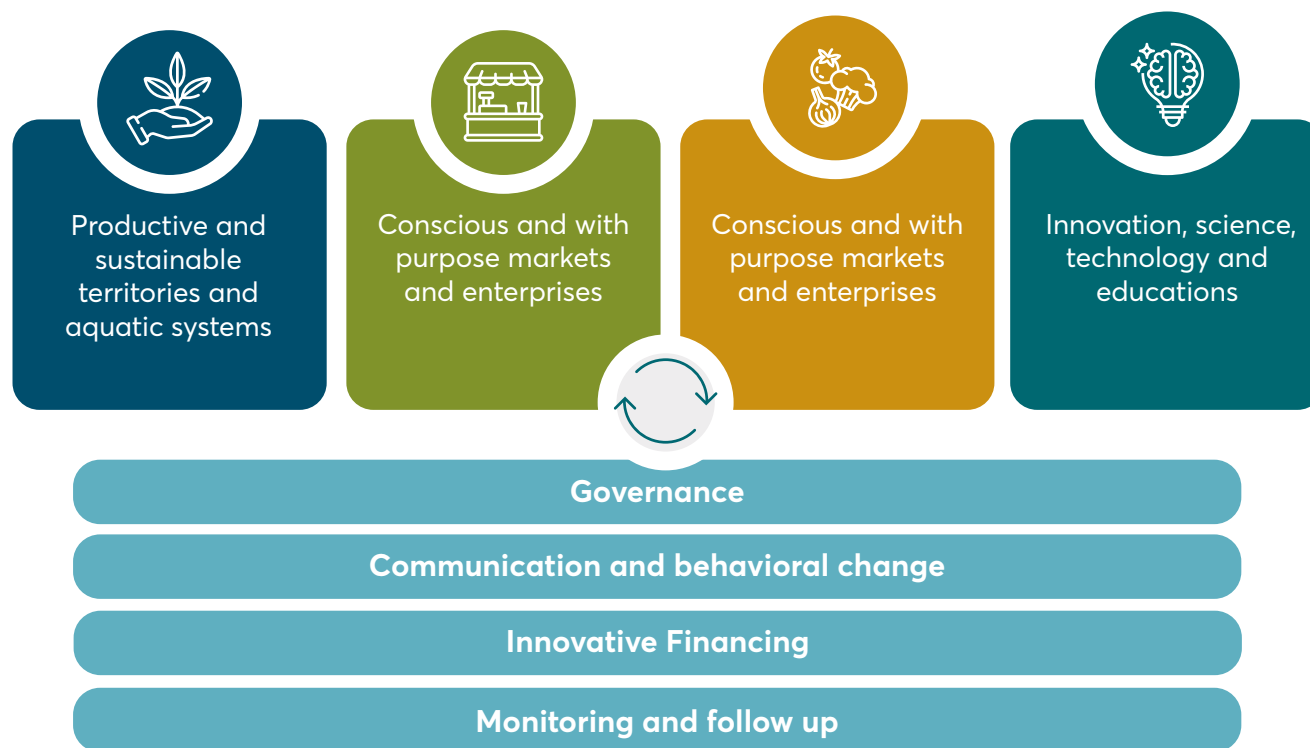 Productive and
sustainable
territories and
aquatic systems
Conscious and with
purpose markets
and enterprises
Conscious and with
purpose markets
and enterprises
Innovation, science,
technology and
educations
Governance
Communication and behavioral change
Innovative Financing
Monitoring and follow up